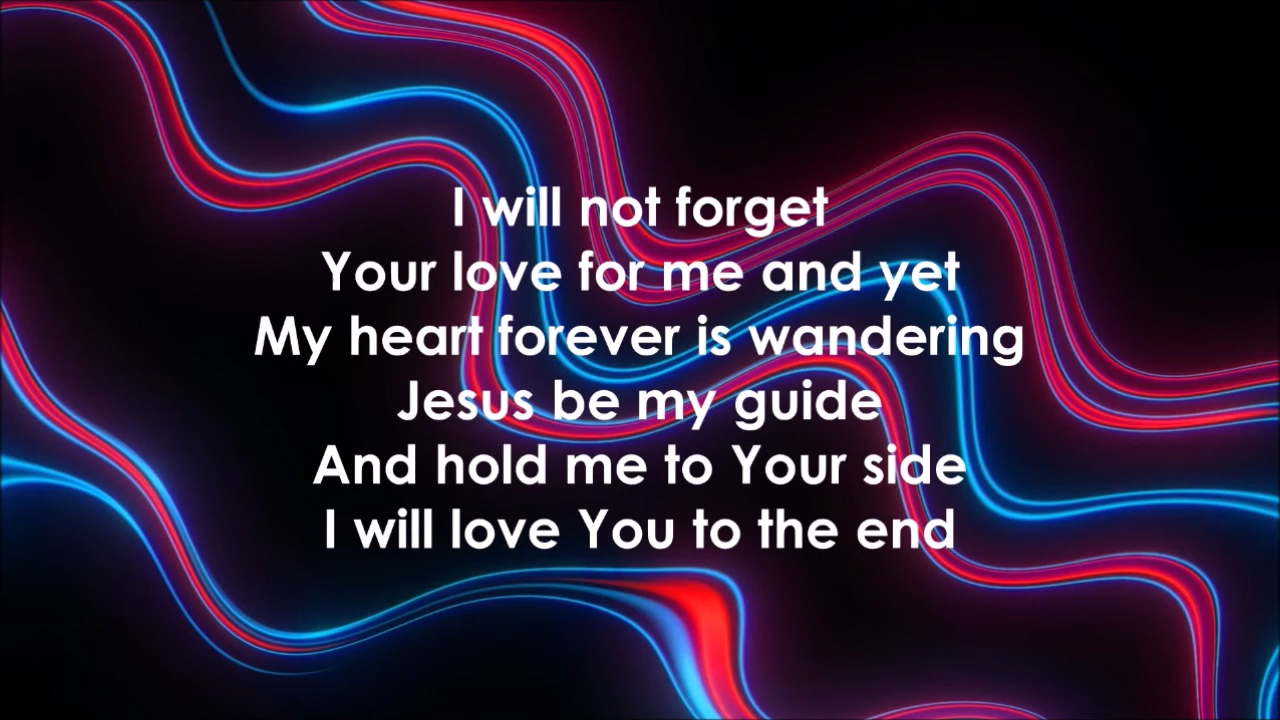 I will not forget
Your love for me and yet
My heart forever is wandering
Jesus be my guide
And hold me to Your side
I will love You to the end